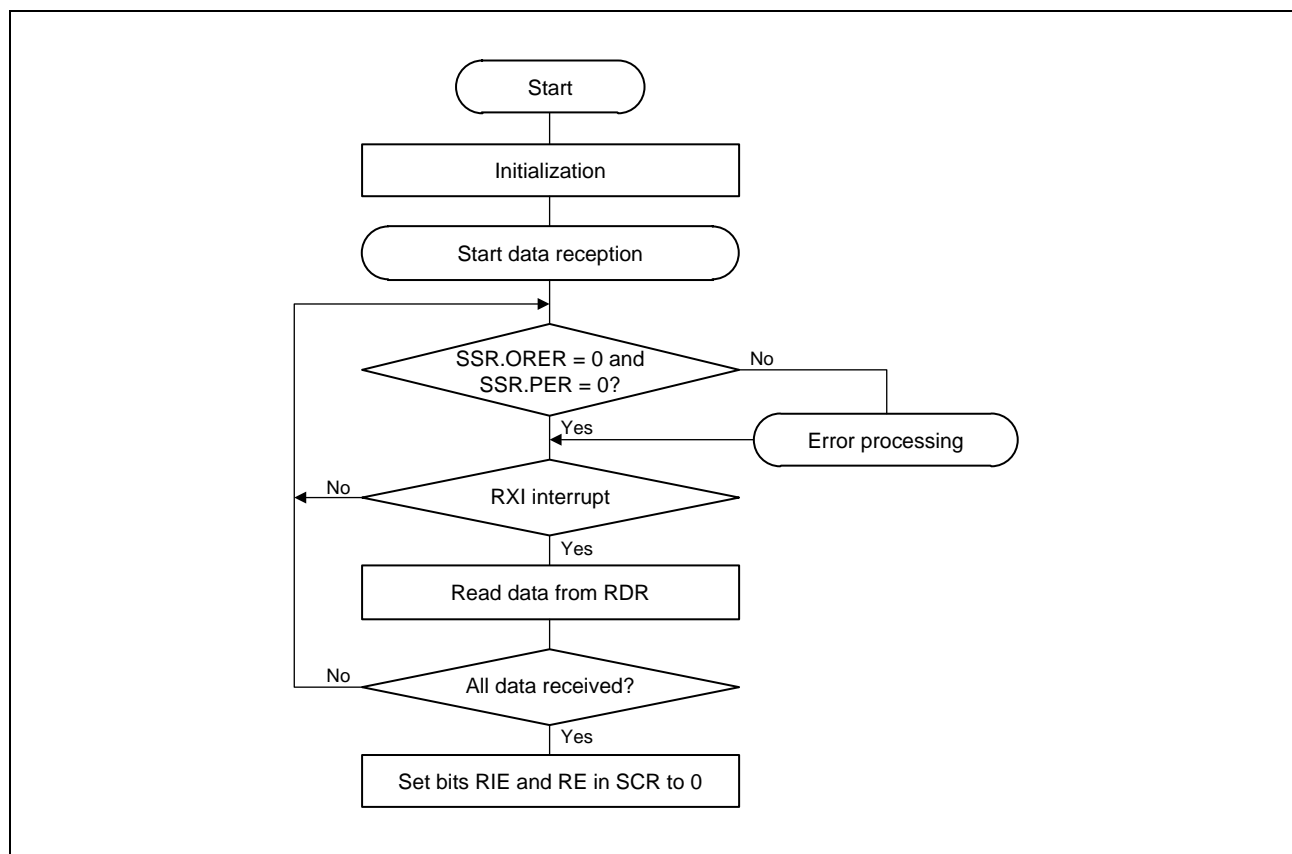 Start
Initialization
Start data reception
SSR.ORER = 0 and
SSR.PER = 0?
No
Yes
Error processing
RXI interrupt
No
Yes
Read data from RDR
All data received?
No
Yes
Set bits RIE and RE in SCR to 0